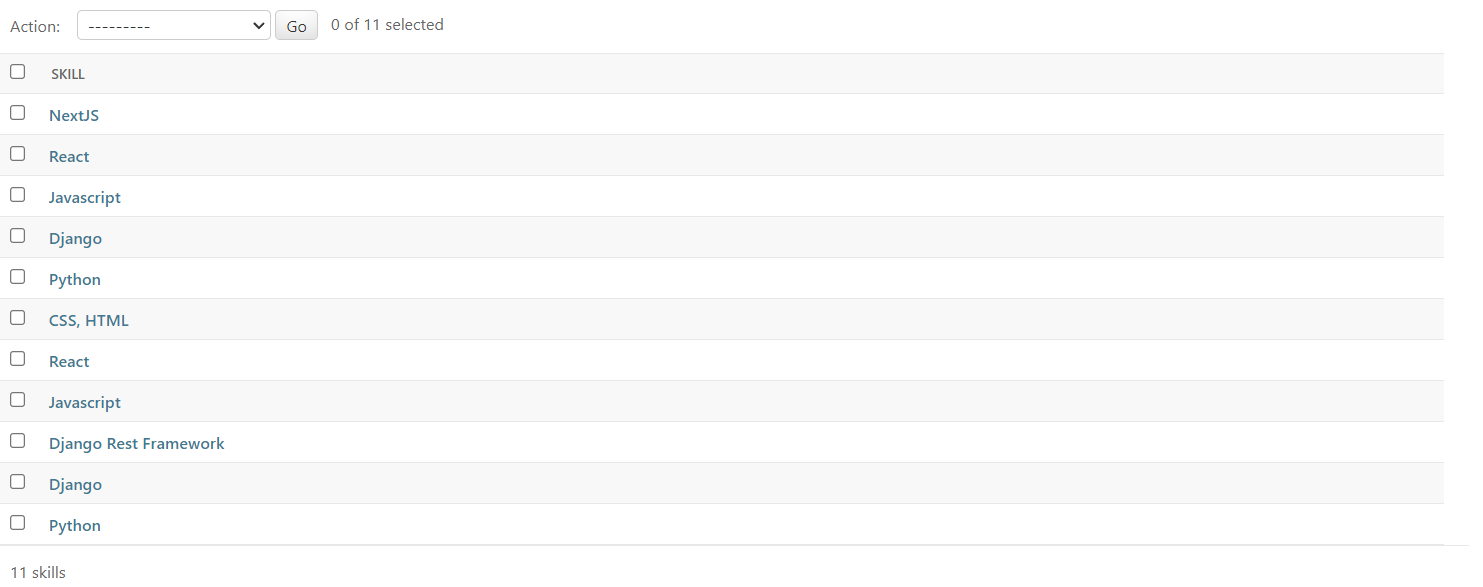 Action: --------- Go 0 of 11 selected
SKILL
NextJS
React
Javascript
Django
Python
CSS, HTML
React
Javascript
Django Rest Framework
Django
Python
11 skills